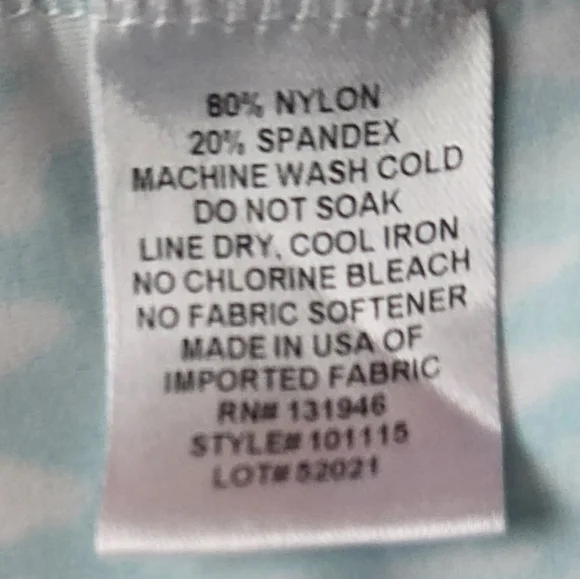 80% NYLON
20% SPANDEX
MACHINE WASH COLD
DO NOT SOAK
LINE DRY, COOL IRON
NO CHLORINE BLEACH
NO FABRIC SOFTENER
MADE IN USA OF
IMPORTED FABRIC
RN# 131946
STYLE# 101115
LOT# 52021